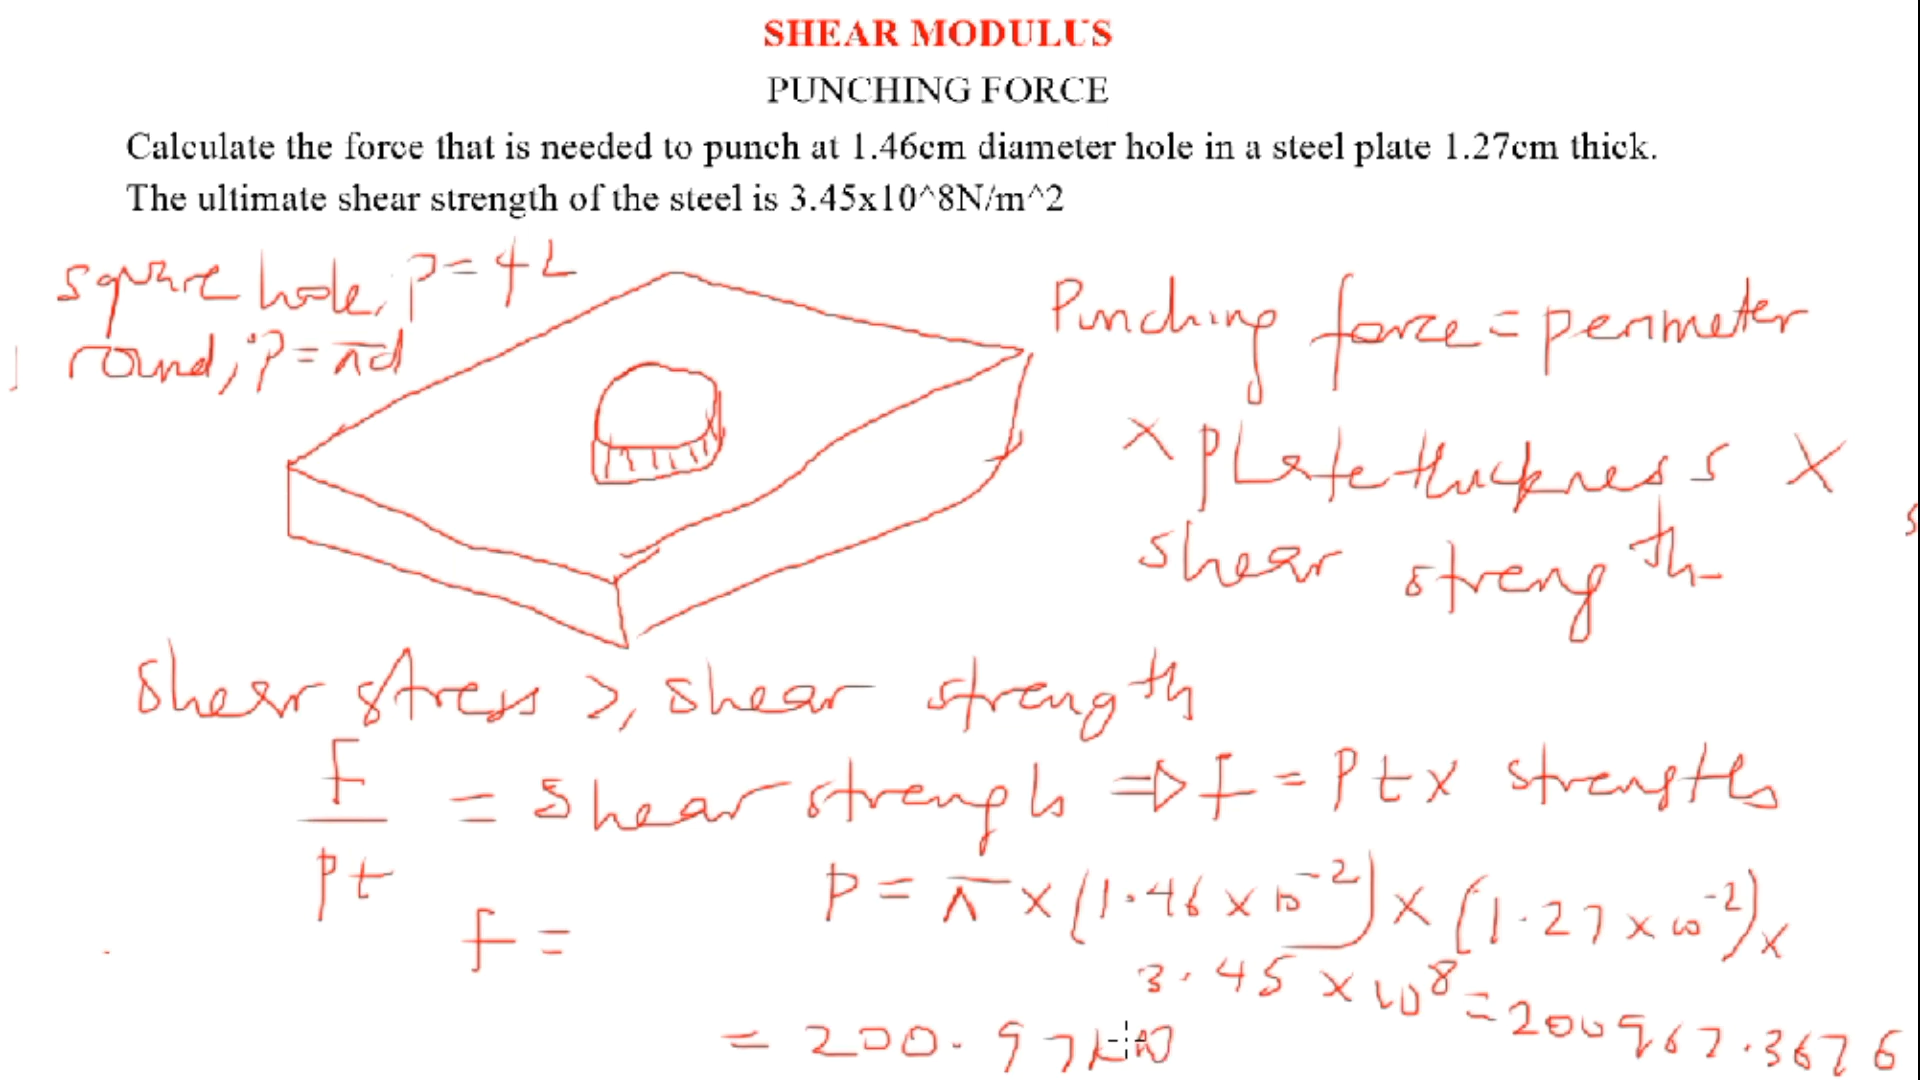 SHEAR MODULUS
PUNCHING FORCE
Calculate the force that is needed to punch at 1.46cm diameter hole in a steel plate 1.27cm thick.
The ultimate shear strength of the steel is 3.45x10^8N/m^2
square hole, P = 4L
round, P = πd
Punching force = perimeter
x plate thickness x
shear strength
shear stress ≥, shear strength
F/Pt = shear strength ⇒ F = Pt x strength
P = π x (1.46 x 10^-2) x (1.27 x 10^-2) x
F =
3.45 x 10^8 = 200967.3676
= 200.97kN